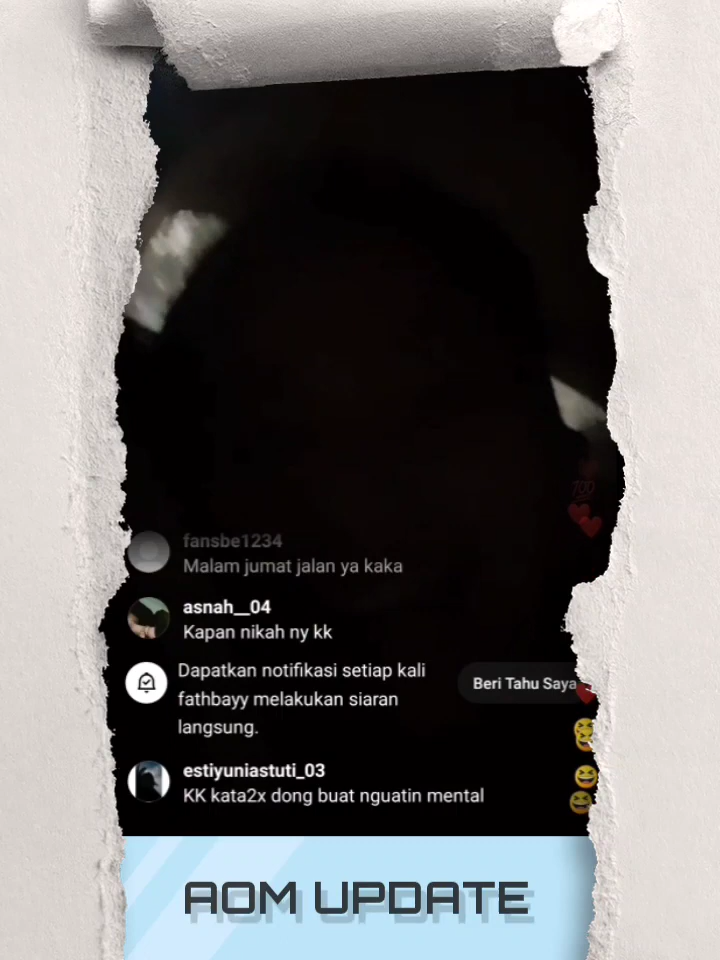 fansbe1234
Malam jumat jalan ya kaka
asnah__04
Kapan nikah ny kk
Dapatkan notifikasi setiap kali
fathbayy melakukan siaran
langsung.
Beri Tahu Saya
estiyuniastuti_03
KK kata2x dong buat nguatin mental
AOM UPDATE